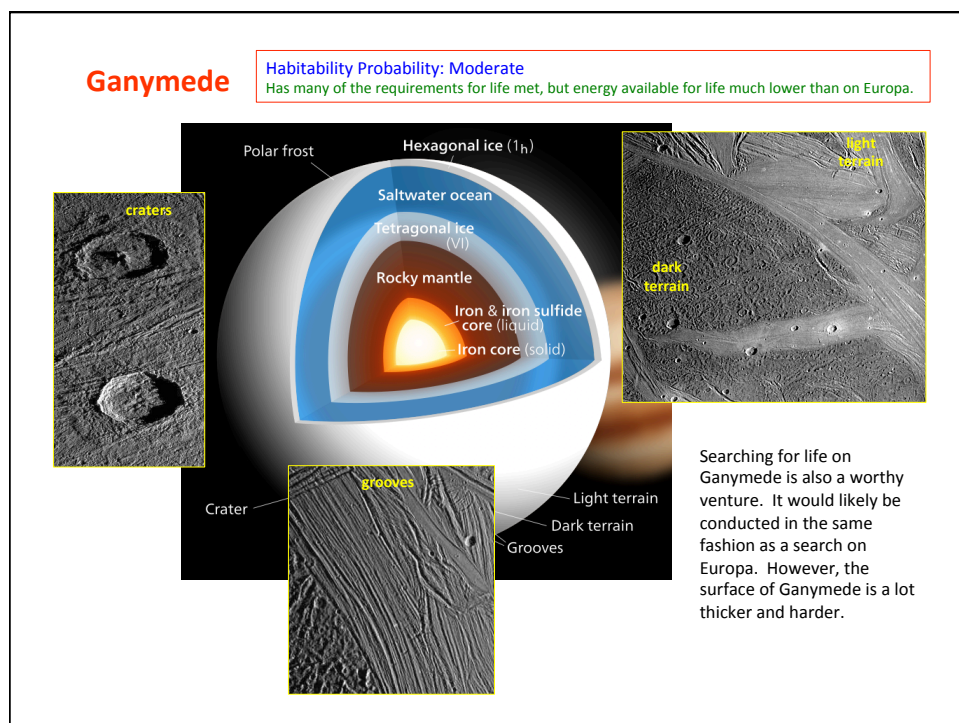 Ganymede
Habitability Probability: Moderate
Has many of the requirements for life met, but energy available for life much lower than on Europa.
Polar frost
Hexagonal ice (1h)
Saltwater ocean
Tetragonal ice
(VI)
Rocky mantle
Iron & iron sulfide
core (liquid)
Iron core (solid)
craters
light
terrain
dark
terrain
grooves
Crater
Light terrain
Dark terrain
Grooves
Searching for life on
Ganymede is also a worthy
venture.  It would likely be
conducted in the same
fashion as a search on
Europa.  However, the
surface of Ganymede is a lot
thicker and harder.